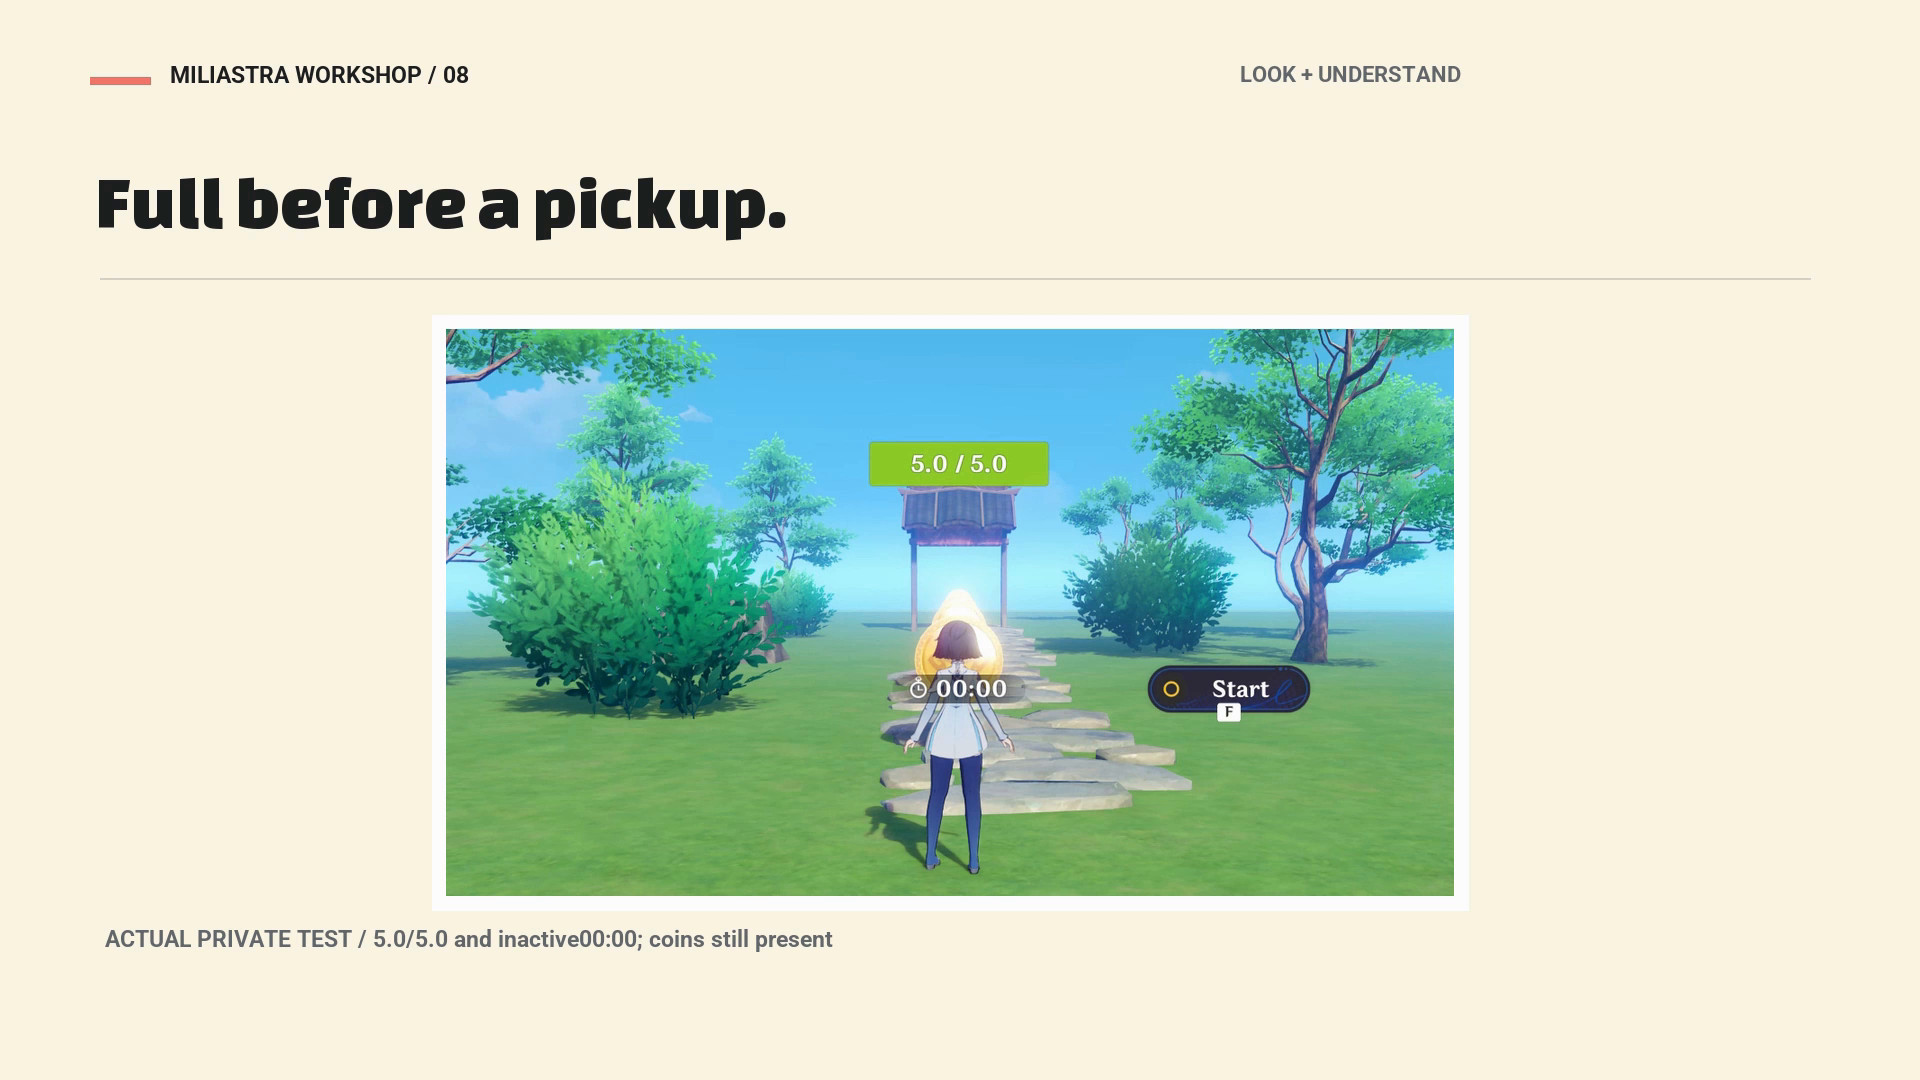 MILIASTRA WORKSHOP / 08
LOOK + UNDERSTAND
Full before a pickup.
5.0 / 5.0
00:00
Start
F
ACTUAL PRIVATE TEST / 5.0/5.0 and inactive00:00; coins still present